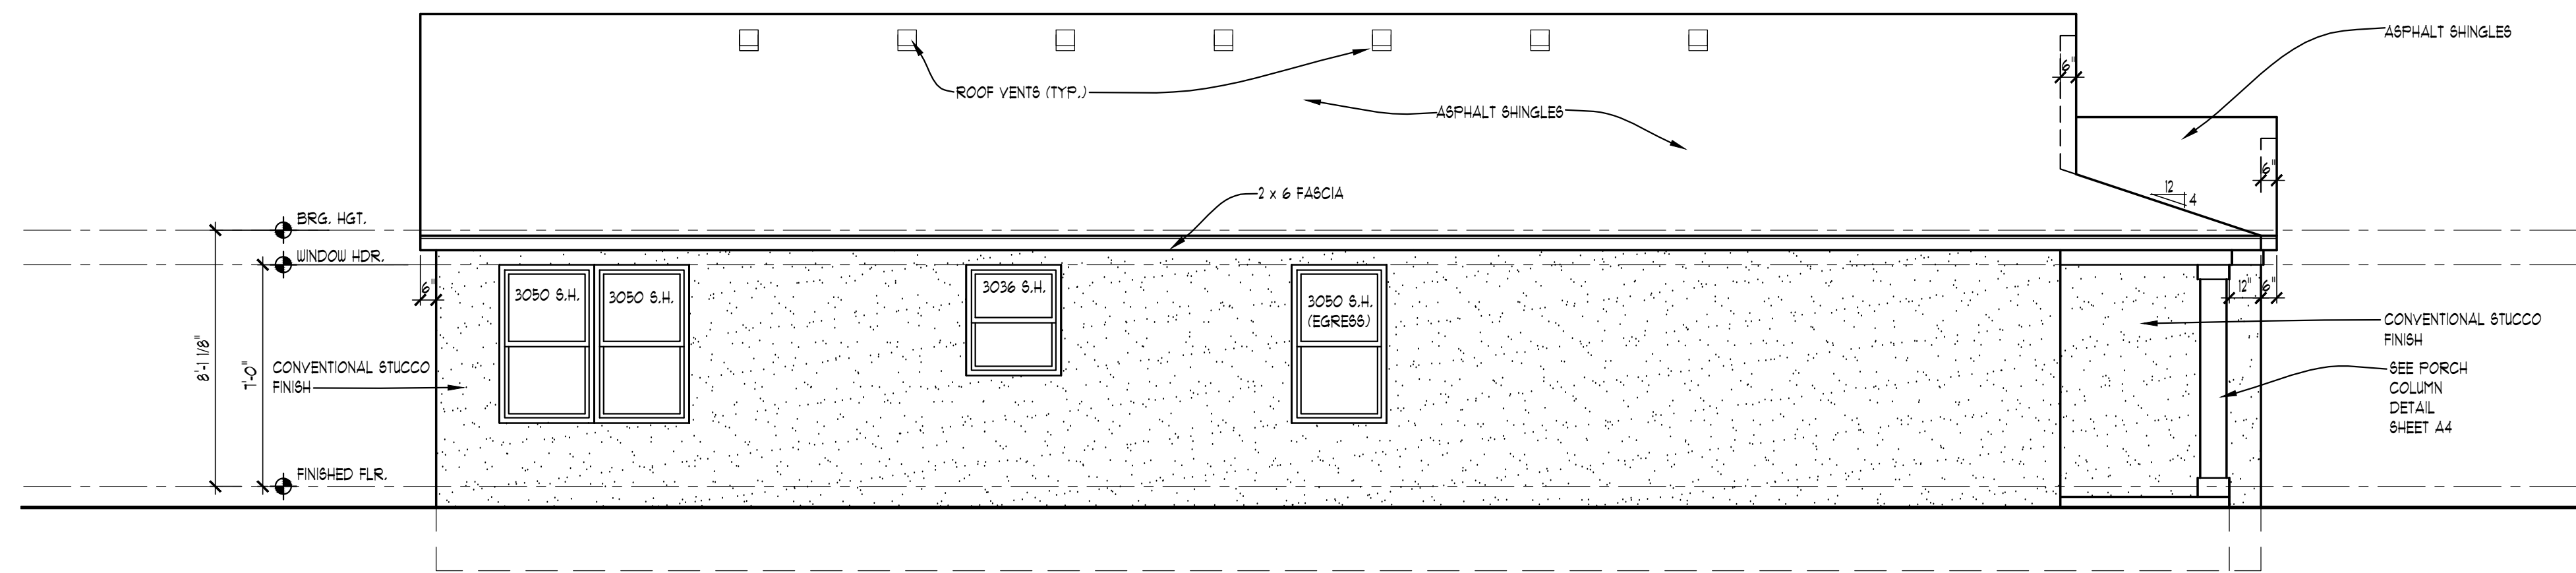 ASPHALT SHINGLES
6"
ROOF VENTS (TYP.)
ASPHALT SHINGLES
6"
12
4
2 x 6 FASCIA
BRG. HGT.
WINDOW HDR.
6"
3050 S.H.
3050 S.H.
3036 S.H.
3050 S.H.
(EGRESS)
12"
6"
CONVENTIONAL STUCCO
FINISH
8'-1 1/8"
7'-0"
CONVENTIONAL STUCCO
FINISH
SEE PORCH
COLUMN
DETAIL
SHEET A4
FINISHED FLR.